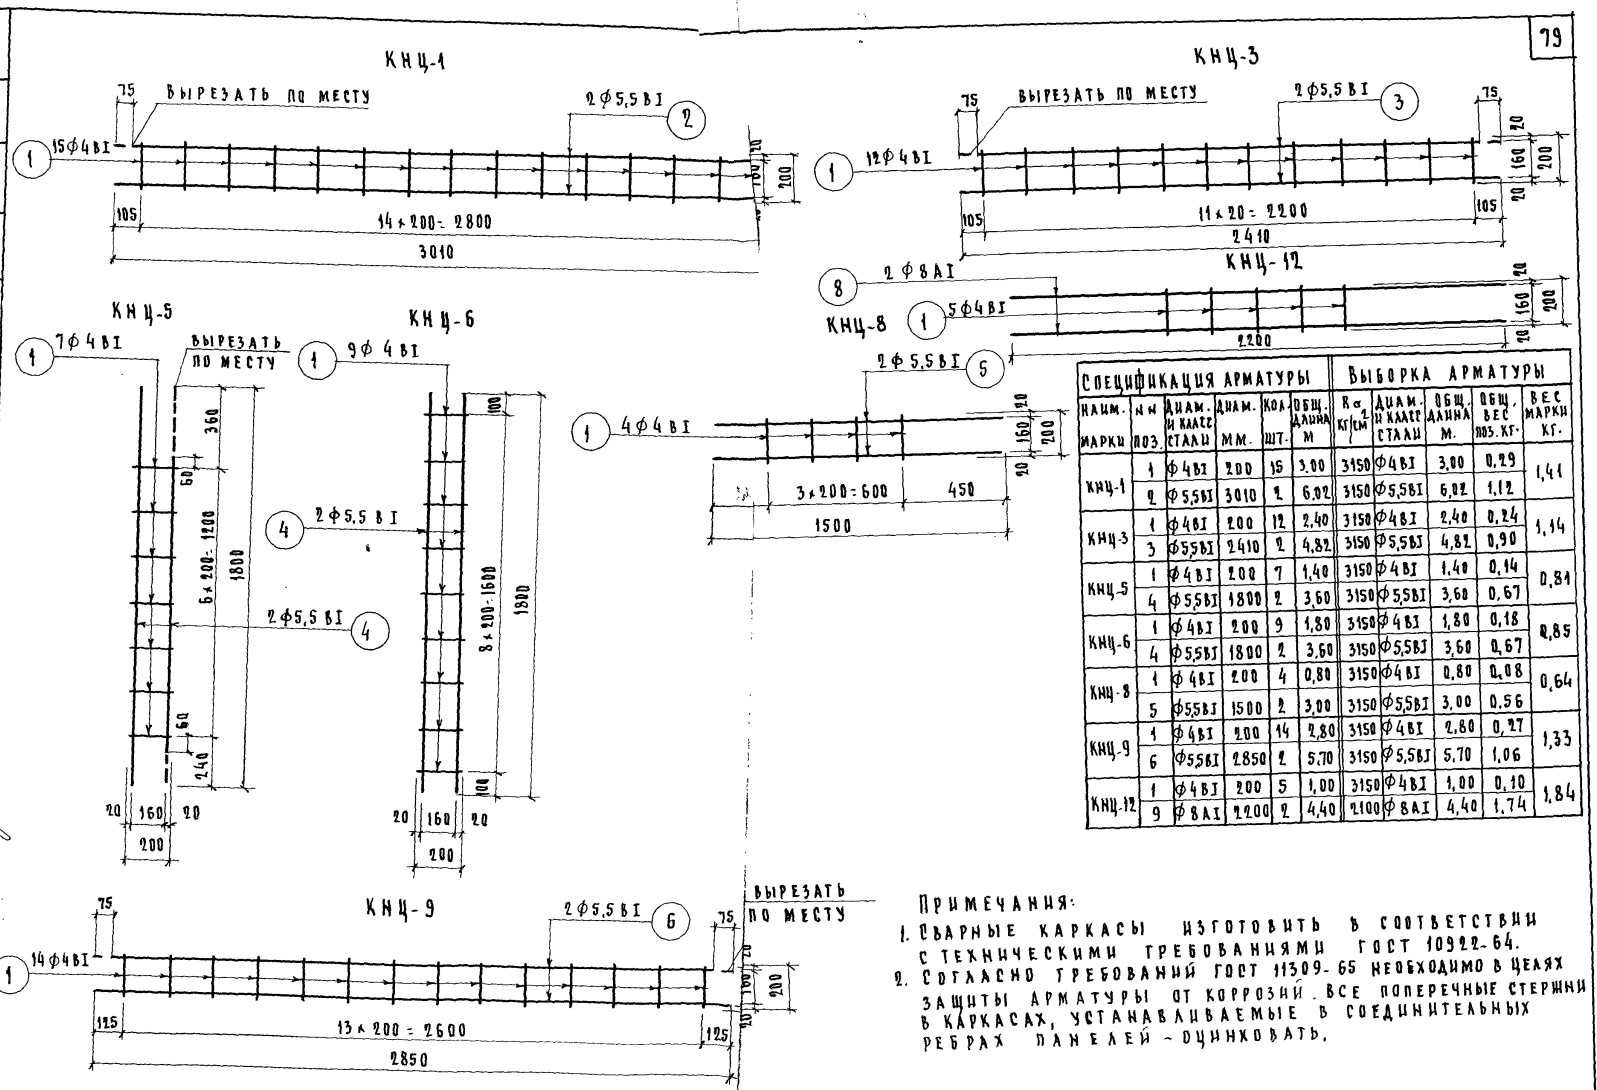 79
КНЦ-1
75
ВЫРЕЗАТЬ ПО МЕСТУ
2Ф5,5ВI
2
1
15Ф4ВI
20
160
200
105
14×200=2800
3010
КНЦ-3
75
ВЫРЕЗАТЬ ПО МЕСТУ
2Ф5,5ВI
3
75
1
12Ф4ВI
20
160
200
20
105
11×20=2200
105
2410
КНЦ-12
8
2Ф8АI
1
5Ф4ВI
20
160
200
20
2200
КНЦ-5
7Ф4ВI
1
ВЫРЕЗАТЬ
ПО МЕСТУ
360
60
6×200=1200
1800
2Ф5,5ВI
4
60
240
20
160
20
200
КНЦ-6
1
9Ф4ВI
100
4
2Ф5,5ВI
8×200=1600
1800
100
20
160
20
200
КНЦ-8
2Ф5,5ВI
5
1
4Ф4ВI
20
160
200
20
3×200=600
450
1500
СПЕЦИФИКАЦИЯ АРМАТУРЫ ВЫБОРКА АРМАТУРЫ
НАИМ. МАРКИ NN ПОЗ. ДИАМ. И КЛАСС СТАЛИ ДИАМ. ММ. КОЛ. ШТ. ОБЩ. ДЛИНА М Rа КГ/СМ² ДИАМ. И КЛАСС СТАЛИ ОБЩ. ДЛИНА М. ОБЩ. ВЕС ПОЗ. КГ. ВЕС МАРКИ КГ.
КНЦ-1 1 Ф4ВI 200 15 3,00 3150 Ф4ВI 3,00 0,29 1,41
2 Ф5,5ВI 3010 2 6,02 3150 Ф5,5ВI 6,02 1,12
КНЦ-3 1 Ф4ВI 200 12 2,40 3150 Ф4ВI 2,40 0,24 1,14
3 Ф5,5ВI 2410 2 4,82 3150 Ф5,5ВI 4,82 0,90
КНЦ-5 1 Ф4ВI 200 7 1,40 3150 Ф4ВI 1,40 0,14 0,81
4 Ф5,5ВI 1800 2 3,60 3150 Ф5,5ВI 3,60 0,67
КНЦ-6 1 Ф4ВI 200 9 1,80 3150 Ф4ВI 1,80 0,18 0,85
4 Ф5,5ВI 1800 2 3,60 3150 Ф5,5ВI 3,60 0,67
КНЦ-8 1 Ф4ВI 200 4 0,80 3150 Ф4ВI 0,80 0,08 0,64
5 Ф5,5ВI 1500 2 3,00 3150 Ф5,5ВI 3,00 0,56
КНЦ-9 1 Ф4ВI 200 14 2,80 3150 Ф4ВI 2,80 0,27 1,33
6 Ф5,5ВI 2850 2 5,70 3150 Ф5,5ВI 5,70 1,06
КНЦ-12 1 Ф4ВI 200 5 1,00 3150 Ф4ВI 1,00 0,10 1,84
9 Ф8АI 2200 2 4,40 2100 Ф8АI 4,40 1,74
КНЦ-9
75
2Ф5,5ВI
6
75
ВЫРЕЗАТЬ
ПО МЕСТУ
1
14Ф4ВI
20
160
200
20
125
13×200=2600
125
2850
ПРИМЕЧАНИЯ:
1. СВАРНЫЕ КАРКАСЫ ИЗГОТОВИТЬ В СООТВЕТСТВИИ
С ТЕХНИЧЕСКИМИ ТРЕБОВАНИЯМИ ГОСТ 10922-64.
2. СОГЛАСНО ТРЕБОВАНИЙ ГОСТ 11309-65 НЕОБХОДИМО В ЦЕЛЯХ
ЗАЩИТЫ АРМАТУРЫ ОТ КОРРОЗИЙ. ВСЕ ПОПЕРЕЧНЫЕ СТЕРЖНИ
В КАРКАСАХ, УСТАНАВЛИВАЕМЫЕ В СОЕДИНИТЕЛЬНЫХ
РЕБРАХ ПАНЕЛЕЙ - ОЦИНКОВАТЬ.